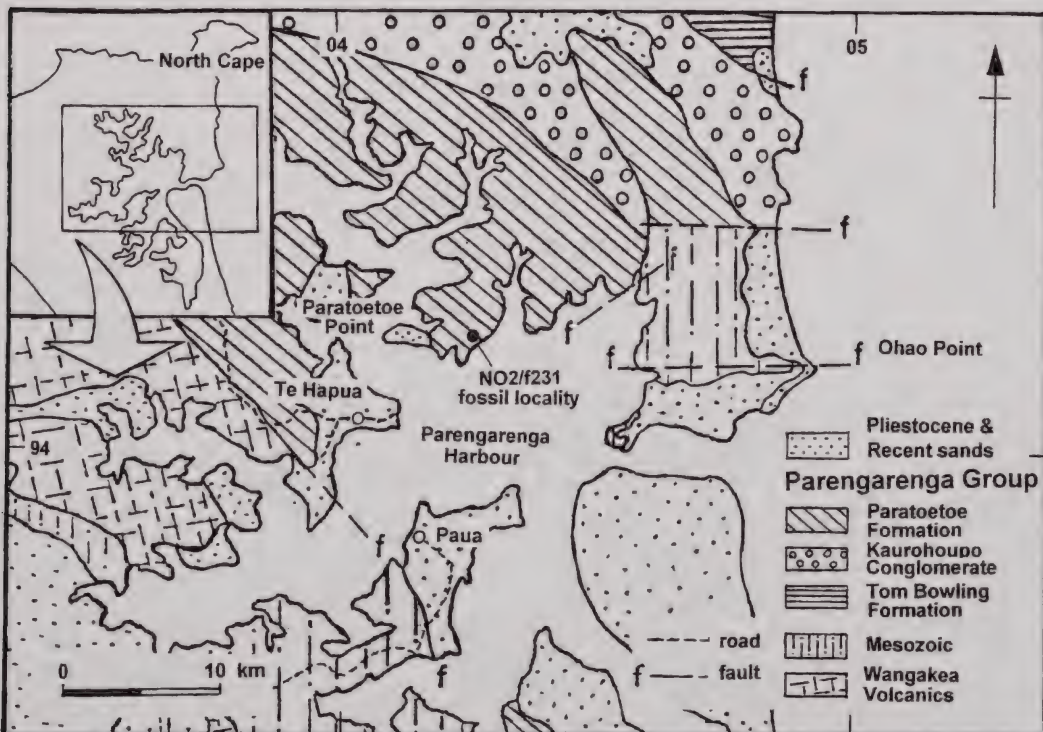 04
05
North Cape
f
f
f
f
f
f
Paratoetoe
Point
NO2/f231
fossil locality
Ohao Point
Te Hapua
Parengarenga
Harbour
94
Pliestocene &
Recent sands
Parengarenga Group
Paratoetoe
Formation
Kaurohoupo
Conglomerate
Tom Bowling
Formation
Mesozoic
Wangakea
Volcanics
f
Paua
0 10 km
f
road
f fault